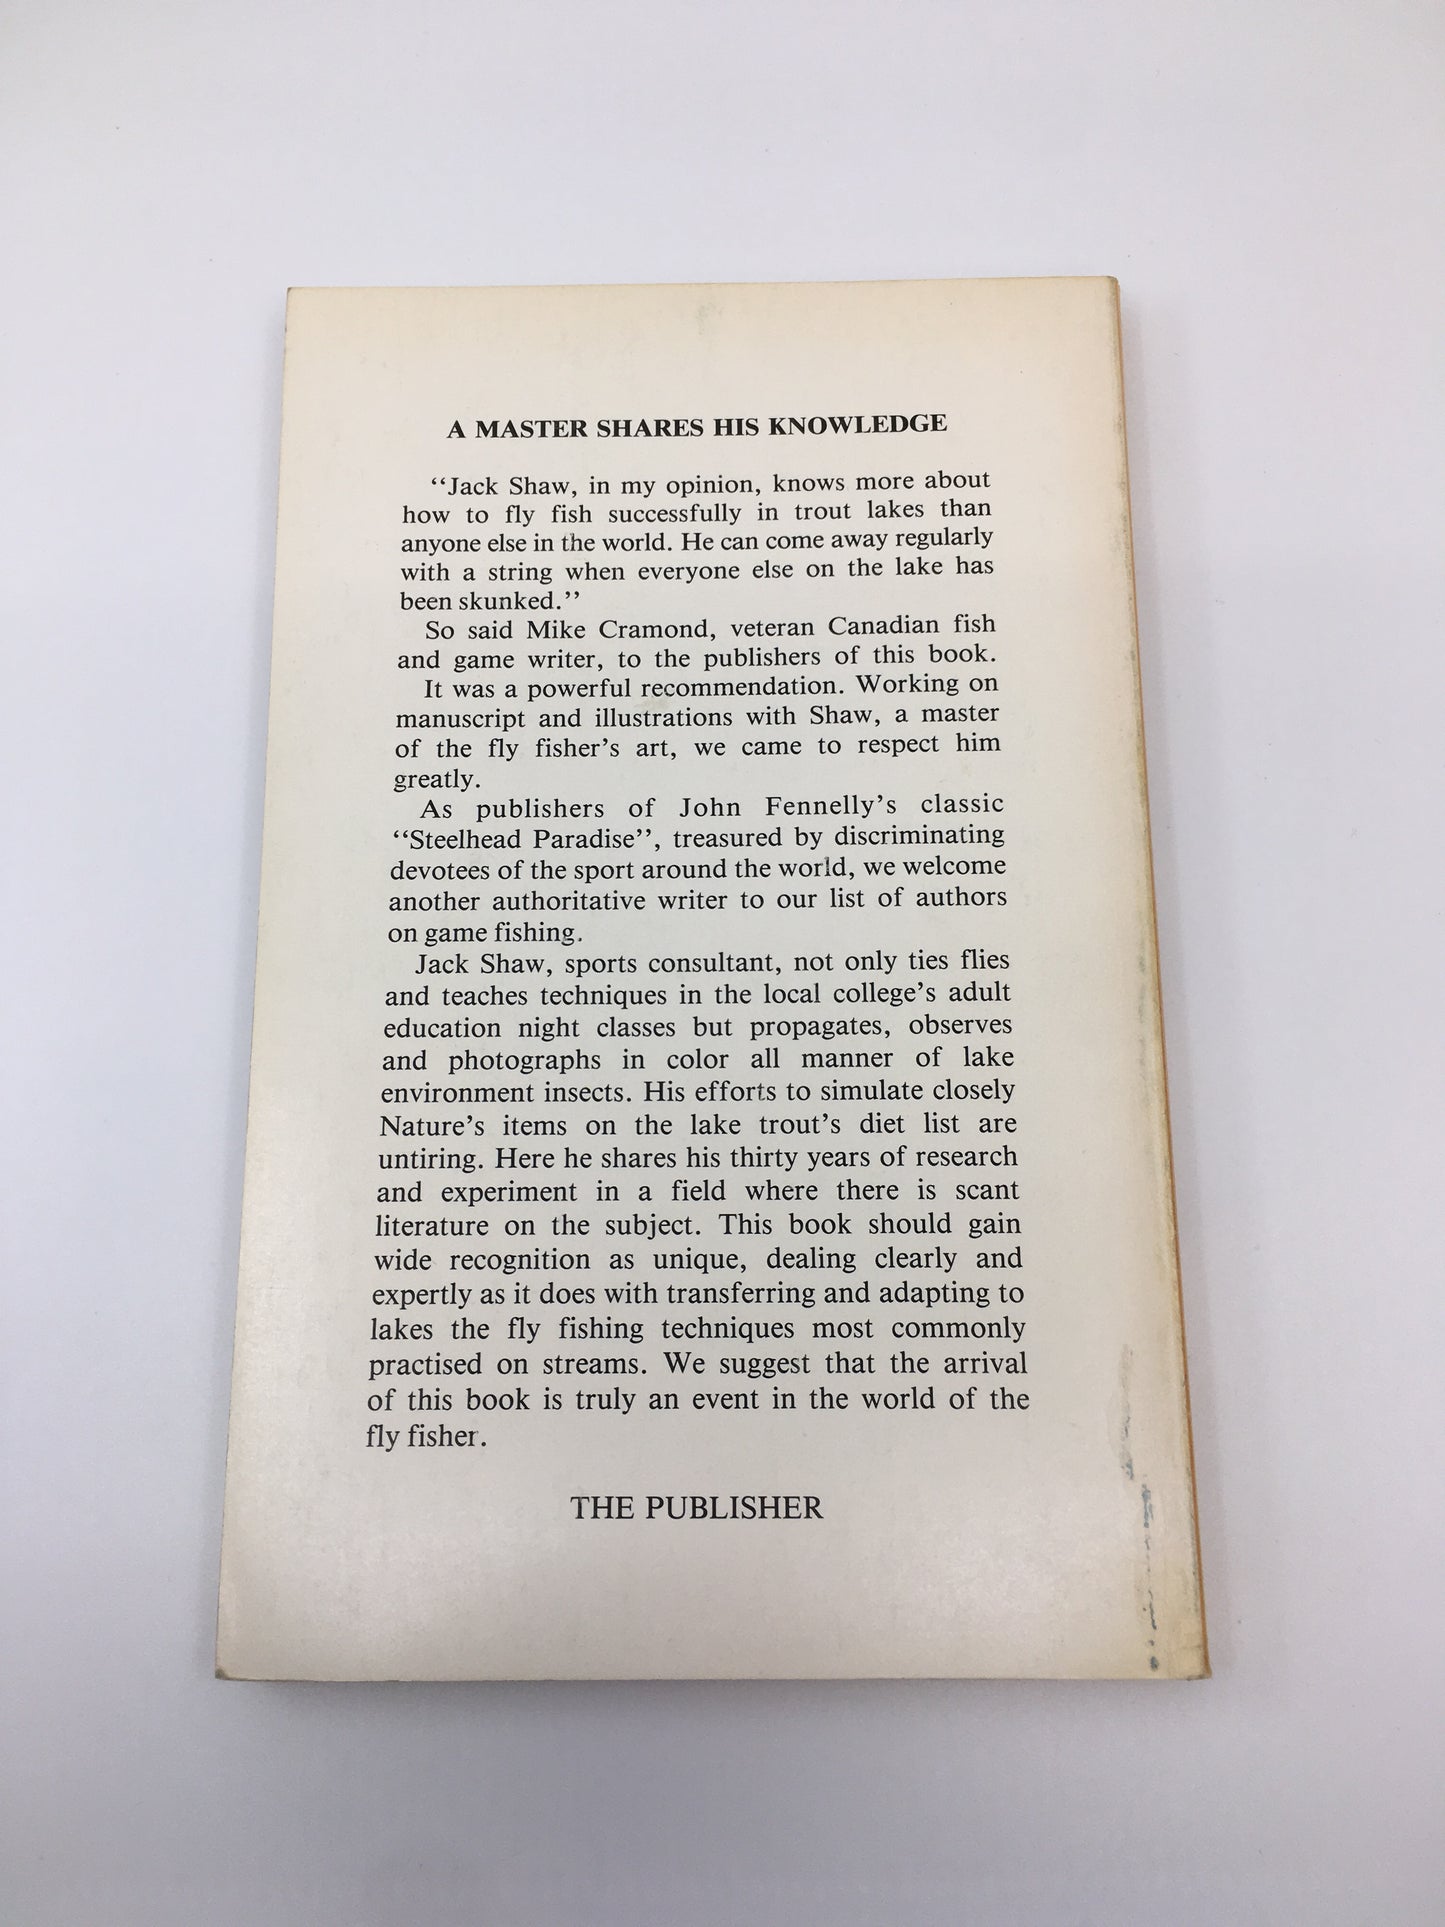 A MASTER SHARES HIS KNOWLEDGE
‘‘Jack Shaw, in my opinion, knows more about
how to fly fish successfully in trout lakes than
anyone else in the world. He can come away regularly
with a string when everyone else on the lake has
been skunked.’’
So said Mike Cramond, veteran Canadian fish
and game writer, to the publishers of this book.
It was a powerful recommendation. Working on
manuscript and illustrations with Shaw, a master
of the fly fisher’s art, we came to respect him
greatly.
As publishers of John Fennelly’s classic
‘‘Steelhead Paradise’’, treasured by discriminating
devotees of the sport around the world, we welcome
another authoritative writer to our list of authors
on game fishing.
Jack Shaw, sports consultant, not only ties flies
and teaches techniques in the local college’s adult
education night classes but propagates, observes
and photographs in color all manner of lake
environment insects. His efforts to simulate closely
Nature’s items on the lake trout’s diet list are
untiring. Here he shares his thirty years of research
and experiment in a field where there is scant
literature on the subject. This book should gain
wide recognition as unique, dealing clearly and
expertly as it does with transferring and adapting to
lakes the fly fishing techniques most commonly
practised on streams. We suggest that the arrival
of this book is truly an event in the world of the
fly fisher.
THE PUBLISHER